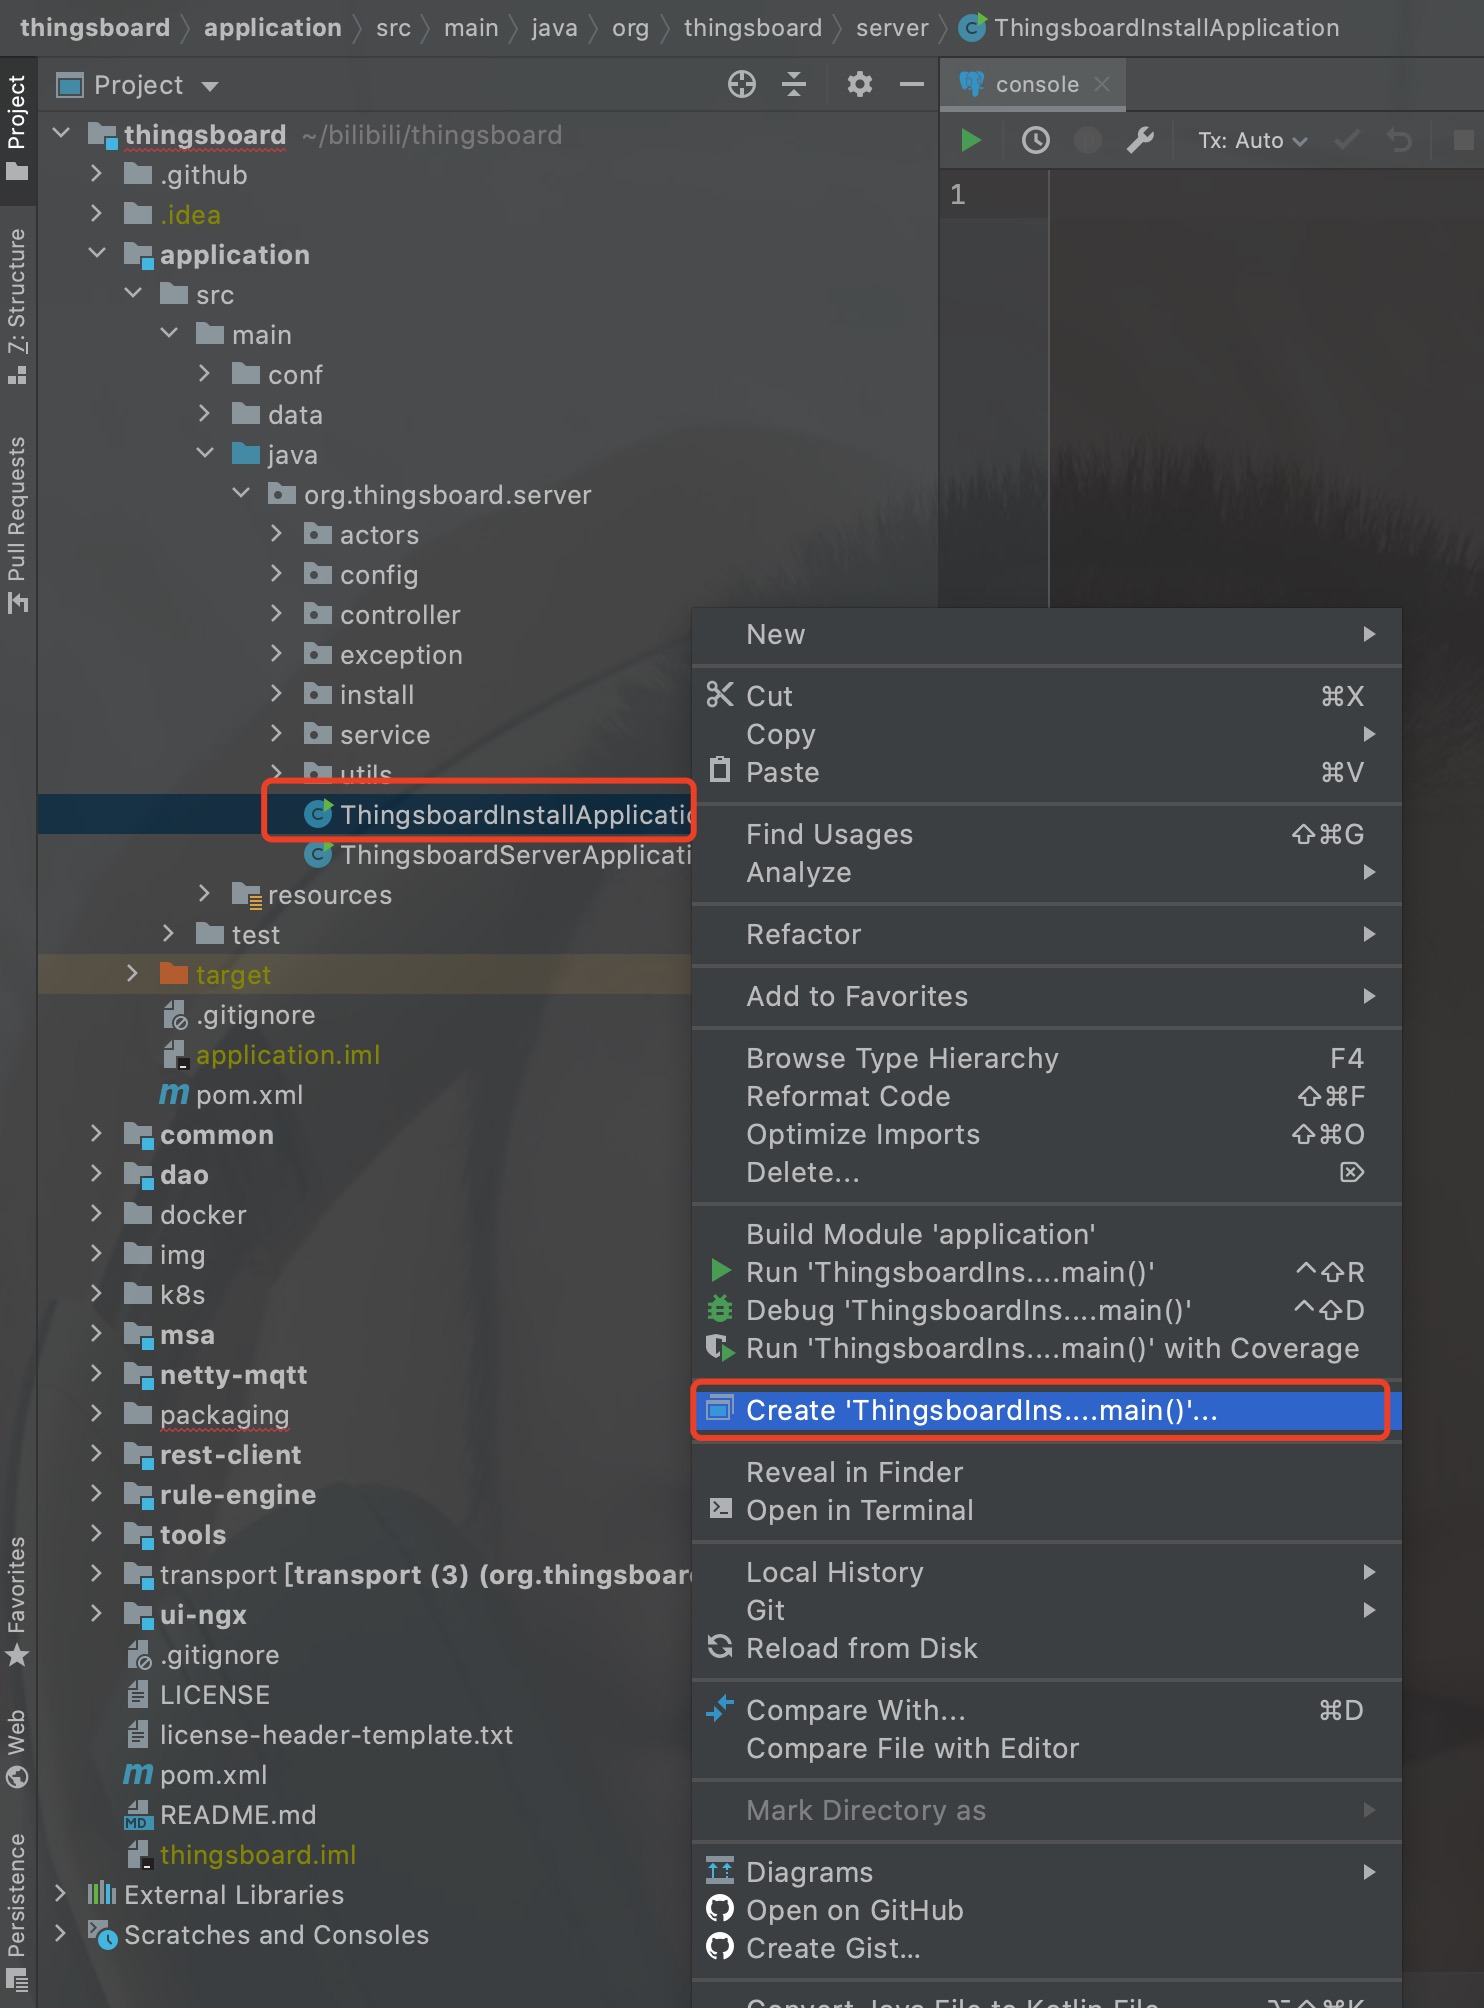 thingsboard application src main java org thingsboard server ThingsboardInstallApplication
Project
console
Project
Z: Structure
Pull Requests
Favorites
Web
Persistence
Tx: Auto
1
thingsboard ~/bilibili/thingsboard
.github
.idea
application
src
main
conf
data
java
org.thingsboard.server
actors
config
controller
exception
install
service
utils
ThingsboardInstallApplicatio
ThingsboardServerApplicati
resources
test
target
.gitignore
application.iml
pom.xml
common
dao
docker
img
k8s
msa
netty-mqtt
packaging
rest-client
rule-engine
tools
transport [transport (3) (org.thingsboar
ui-ngx
.gitignore
LICENSE
license-header-template.txt
pom.xml
README.md
thingsboard.iml
External Libraries
Scratches and Consoles
New
Cut ⌘X
Copy
Paste ⌘V
Find Usages ⇧⌘G
Analyze
Refactor
Add to Favorites
Browse Type Hierarchy F4
Reformat Code ⇧⌘F
Optimize Imports ⇧⌘O
Delete... ⌦
Build Module 'application'
Run 'ThingsboardIns....main()' ⌃⇧R
Debug 'ThingsboardIns....main()' ⌃⇧D
Run 'ThingsboardIns....main()' with Coverage
Create 'ThingsboardIns....main()'...
Reveal in Finder
Open in Terminal
Local History
Git
Reload from Disk
Compare With... ⌘D
Compare File with Editor
Mark Directory as
Diagrams
Open on GitHub
Create Gist...
Convert Java File to Kotlin File ⌥⇧⌘K